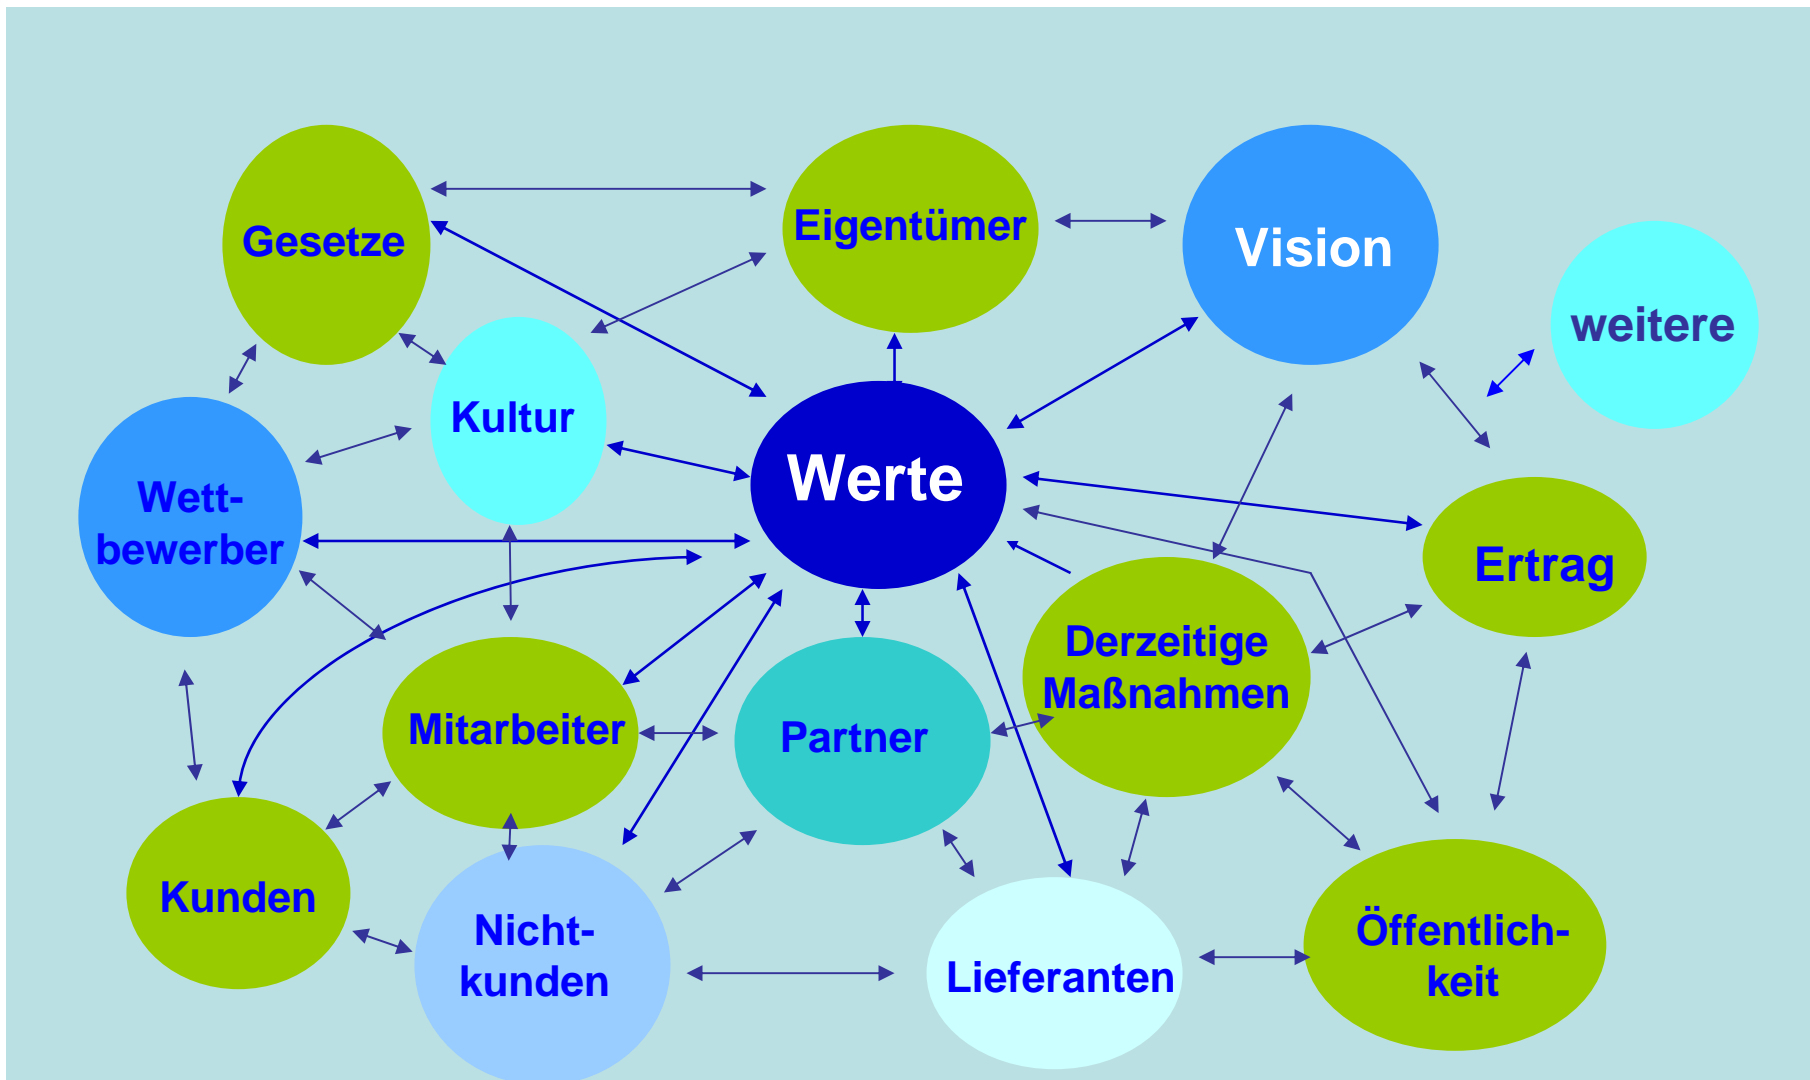 Gesetze
Eigentümer
Vision
weitere
Kultur
Werte
Wett-
bewerber
Ertrag
Derzeitige
Maßnahmen
Mitarbeiter
Partner
Kunden
Nicht-
kunden
Lieferanten
Öffentlich-
keit